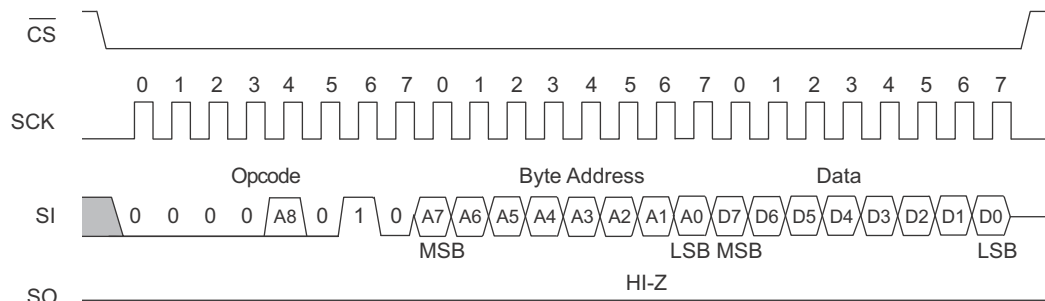 CS
0 1 2 3 4 5 6 7 0 1 2 3 4 5 6 7 0 1 2 3 4 5 6 7
SCK
Opcode Byte Address Data
SI 0 0 0 0 A8 0 1 0 A7 A6 A5 A4 A3 A2 A1 A0 D7 D6 D5 D4 D3 D2 D1 D0
MSB LSB MSB LSB
HI-Z
SO